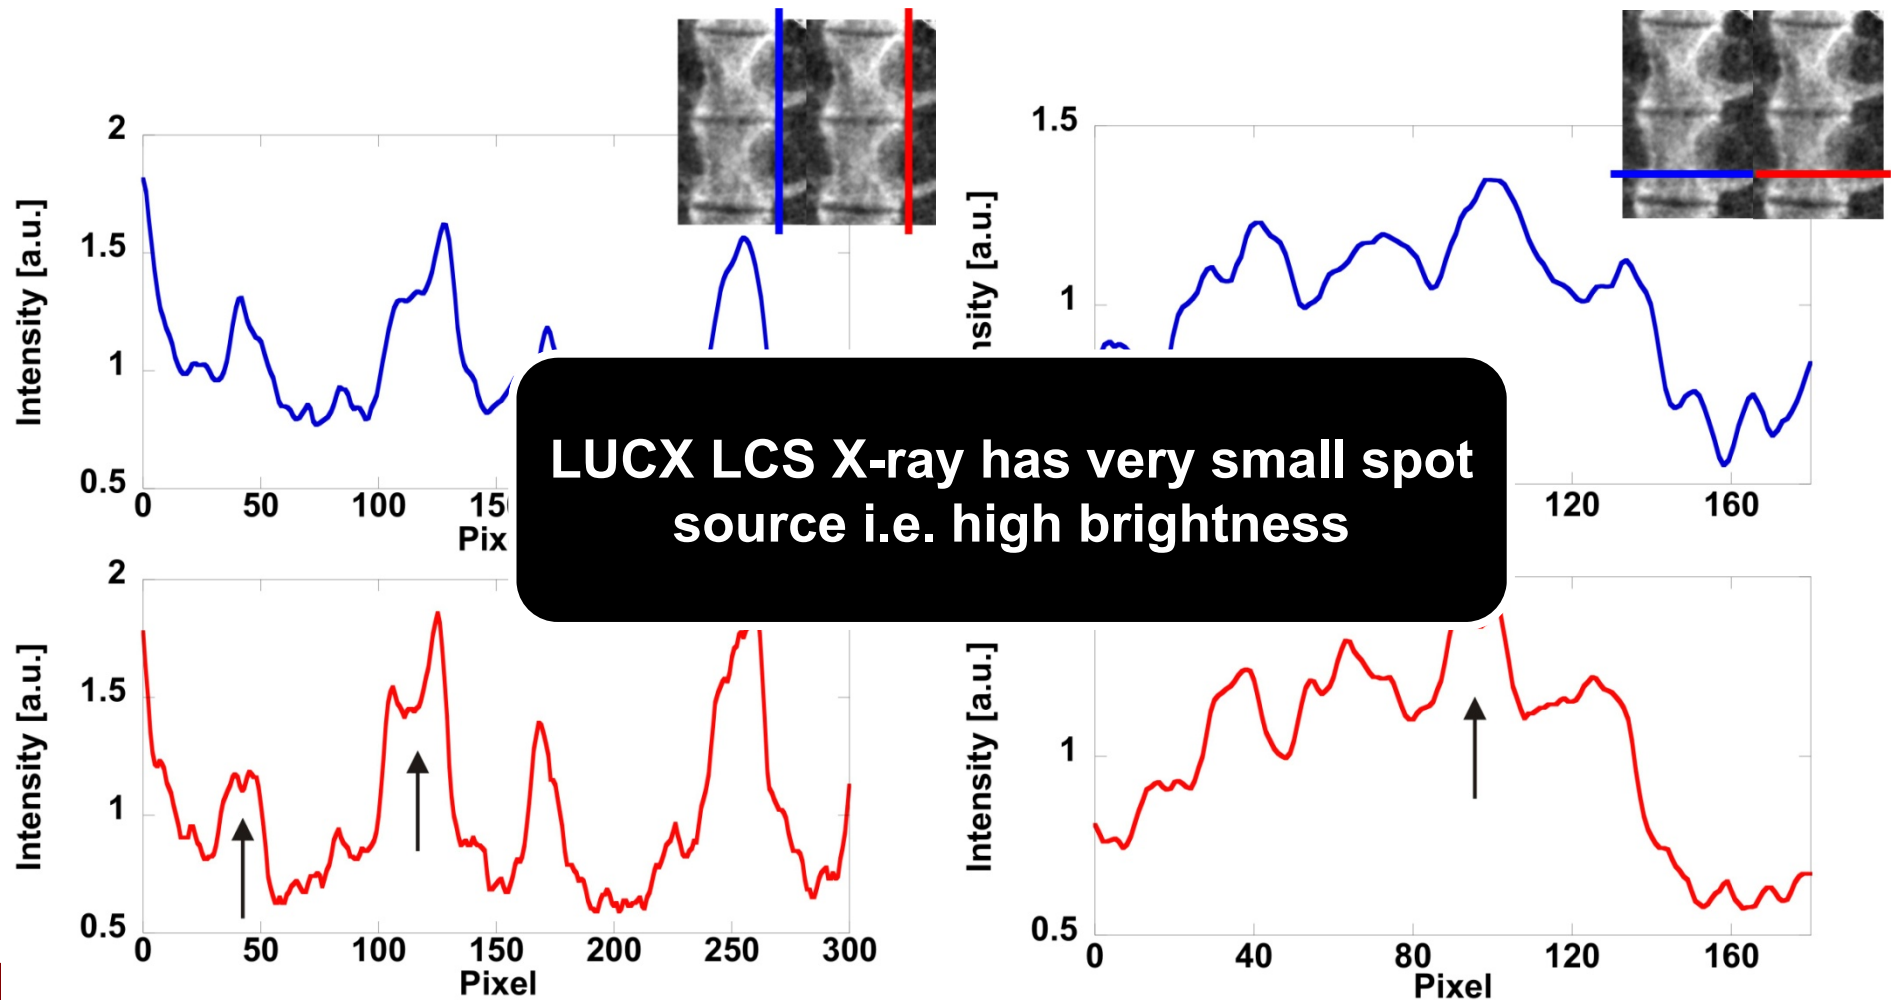 2
1.5
1
0.5
Intensity [a.u.]
0 50 100
Pix
1.5
1
nsity [a.u.]
120 160
LUCX LCS X-ray has very small spot
source i.e. high brightness
2
1.5
1
0.5
Intensity [a.u.]
0 50 100 150 200 250 300
Pixel
1
0.5
Intensity [a.u.]
0 40 80 120 160
Pixel